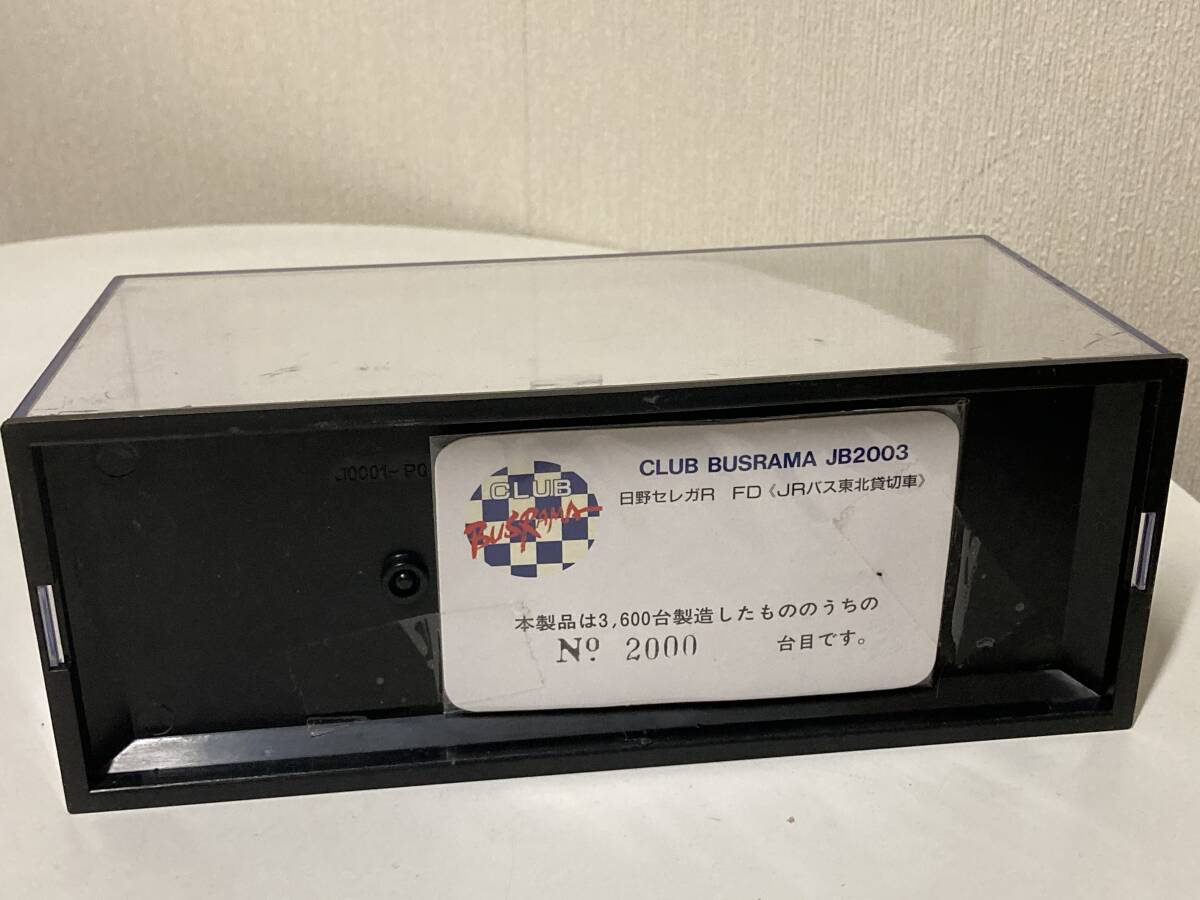 CLUB BUSRAMA JB2003
日野セレガR FD《JRバス東北貸切車》
CLUB
BUSRAMA
本製品は3,600台製造したもののうちの
No 2000 台目です。
J0001-P0